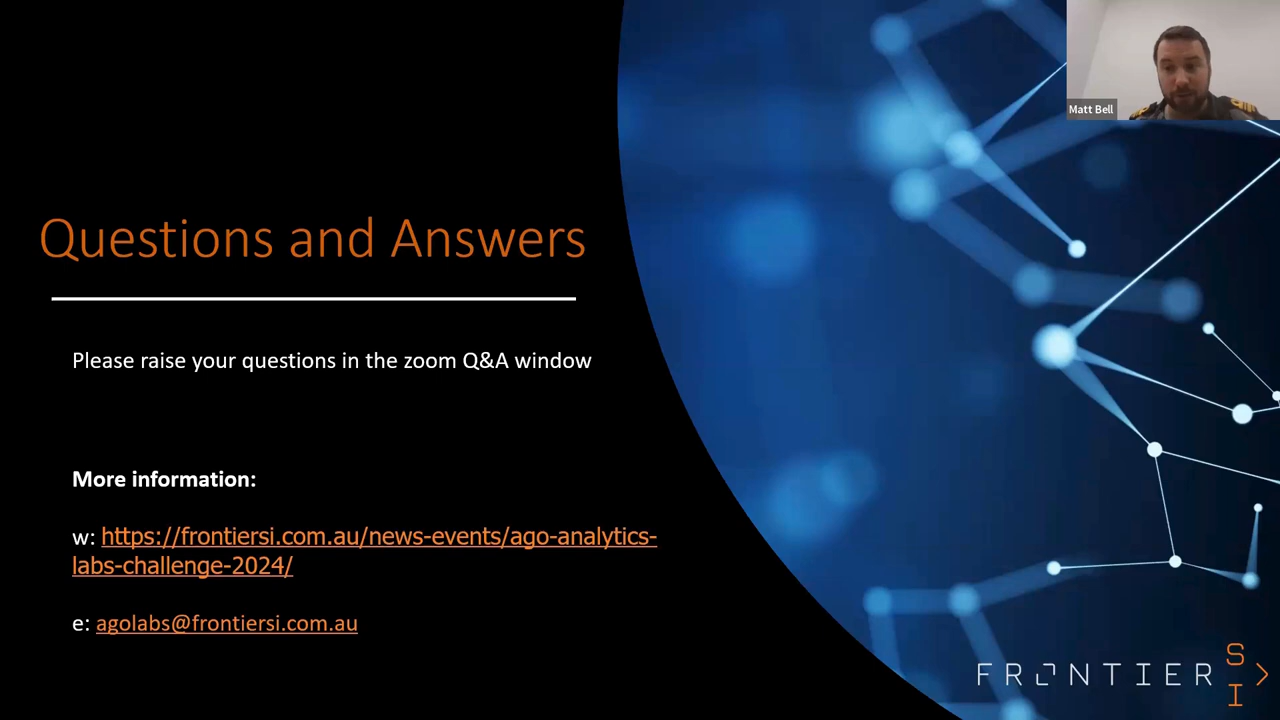 Matt Bell
Questions and Answers
Please raise your questions in the zoom Q&A window
More information:
w: https://frontiersi.com.au/news-events/ago-analytics-
labs-challenge-2024/
e: agolabs@frontiersi.com.au
FRONTIER SI